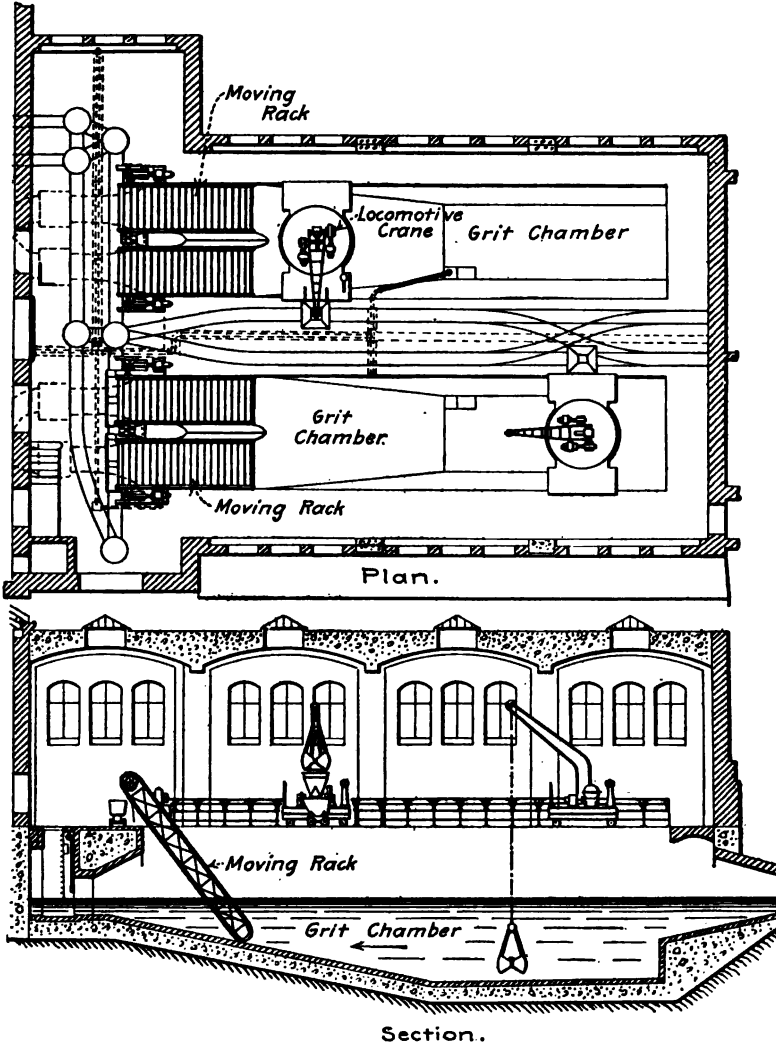 Moving
Rack
Locomotive
Crane
Grit Chamber
Grit
Chamber.
Moving Rack
Plan.
Moving Rack
Grit Chamber
Section.